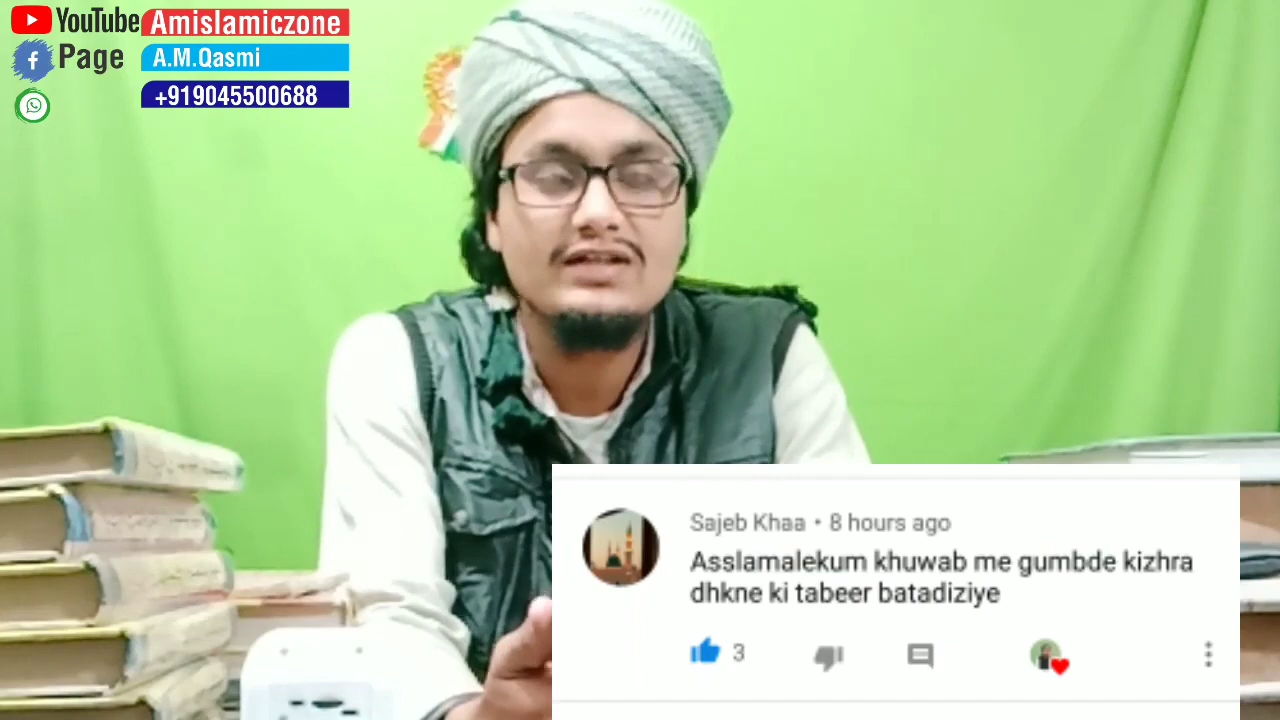 YouTube Amislamiczone
Page A.M.Qasmi
+919045500688
Sajeb Khaa • 8 hours ago
Asslamalekum khuwab me gumbde kizhra
dhkne ki tabeer batadiziye
3